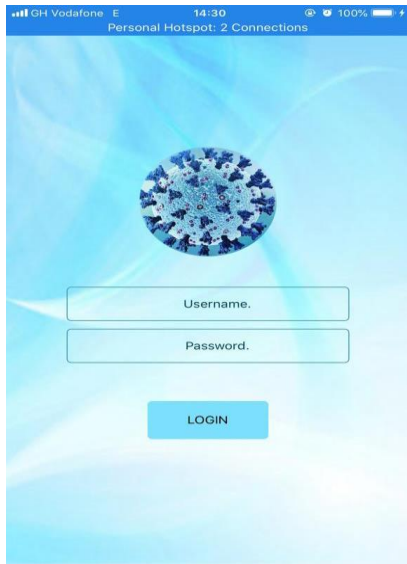 GH Vodafone E 14:30 100%
Personal Hotspot: 2 Connections
Username.
Password.
LOGIN